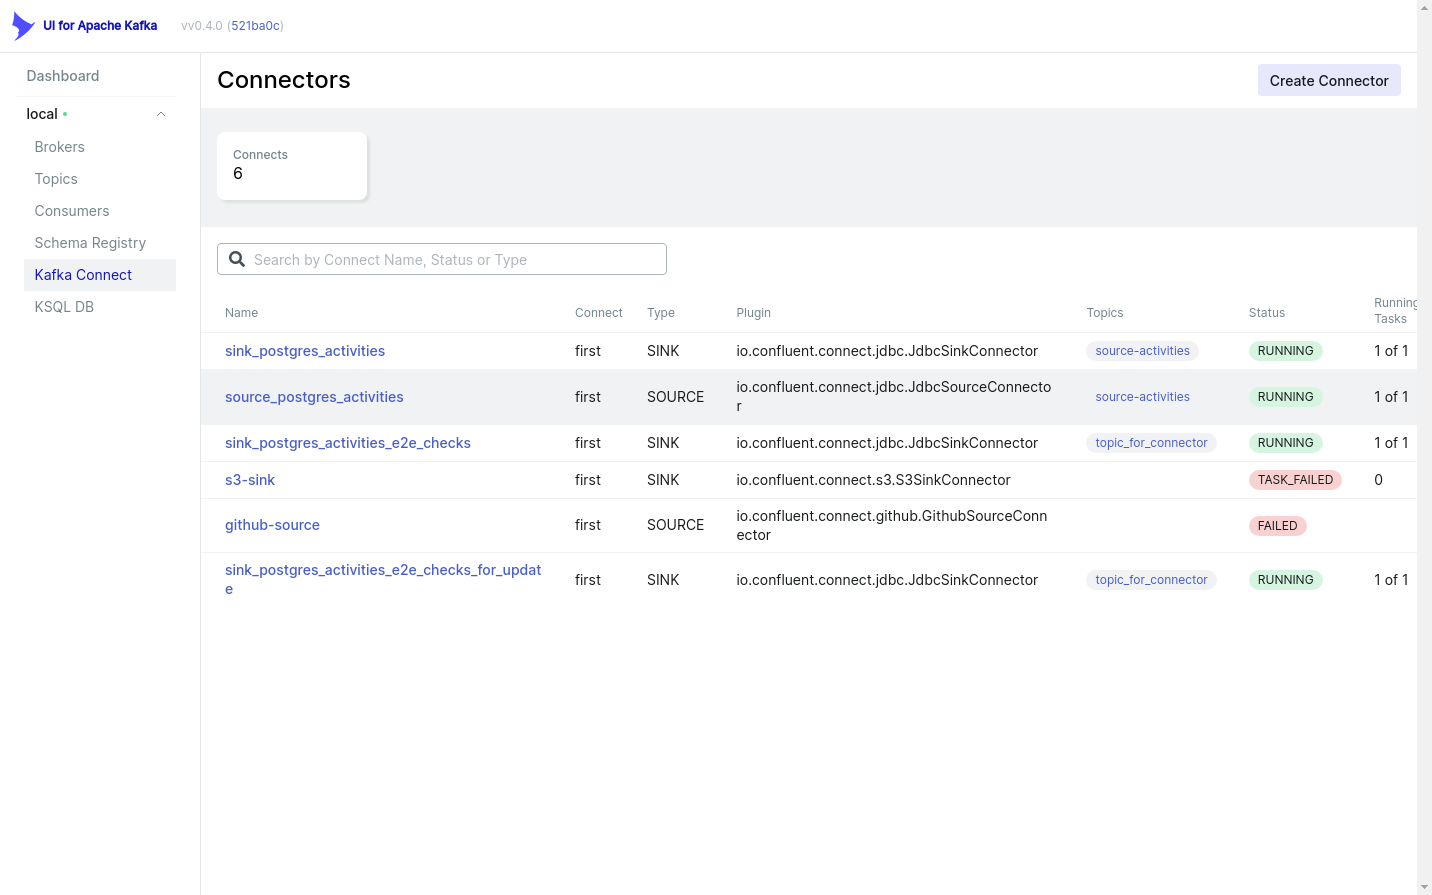 UI for Apache Kafka vv0.4.0 (521ba0c)
Dashboard
local
Brokers
Topics
Consumers
Schema Registry
Kafka Connect
KSQL DB
Connectors
Create Connector
Connects
6
Search by Connect Name, Status or Type
Name Connect Type Plugin Topics Status Running
Tasks
sink_postgres_activities first SINK io.confluent.connect.jdbc.JdbcSinkConnector source-activities RUNNING 1 of 1
source_postgres_activities first SOURCE io.confluent.connect.jdbc.JdbcSourceConnecto
r source-activities RUNNING 1 of 1
sink_postgres_activities_e2e_checks first SINK io.confluent.connect.jdbc.JdbcSinkConnector topic_for_connector RUNNING 1 of 1
s3-sink first SINK io.confluent.connect.s3.S3SinkConnector TASK_FAILED 0
github-source first SOURCE io.confluent.connect.github.GithubSourceConn
ector FAILED
sink_postgres_activities_e2e_checks_for_updat
e first SINK io.confluent.connect.jdbc.JdbcSinkConnector topic_for_connector RUNNING 1 of 1